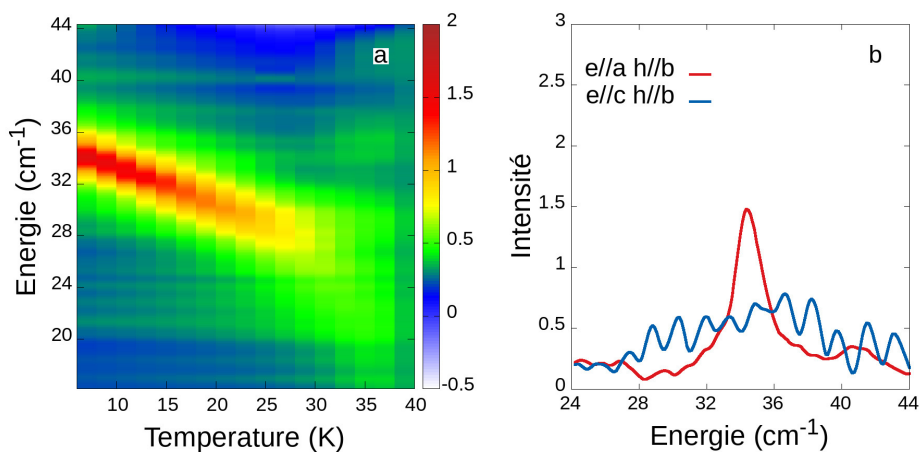 a
44
40
36
32
28
24
20
Energie (cm-1)
10 15 20 25 30 35 40
Temperature (K)
2
1.5
1
0.5
0
-0.5
b
e//a h//b
e//c h//b
3
2.5
2
1.5
1
0.5
0
Intensité
24 28 32 36 40 44
Energie (cm-1)